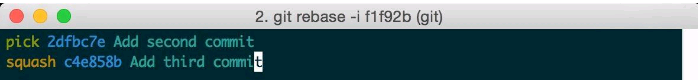 2. git rebase -i f1f92b (git)
pick 2dfbc7e Add second commit
squash c4e858b Add third commit